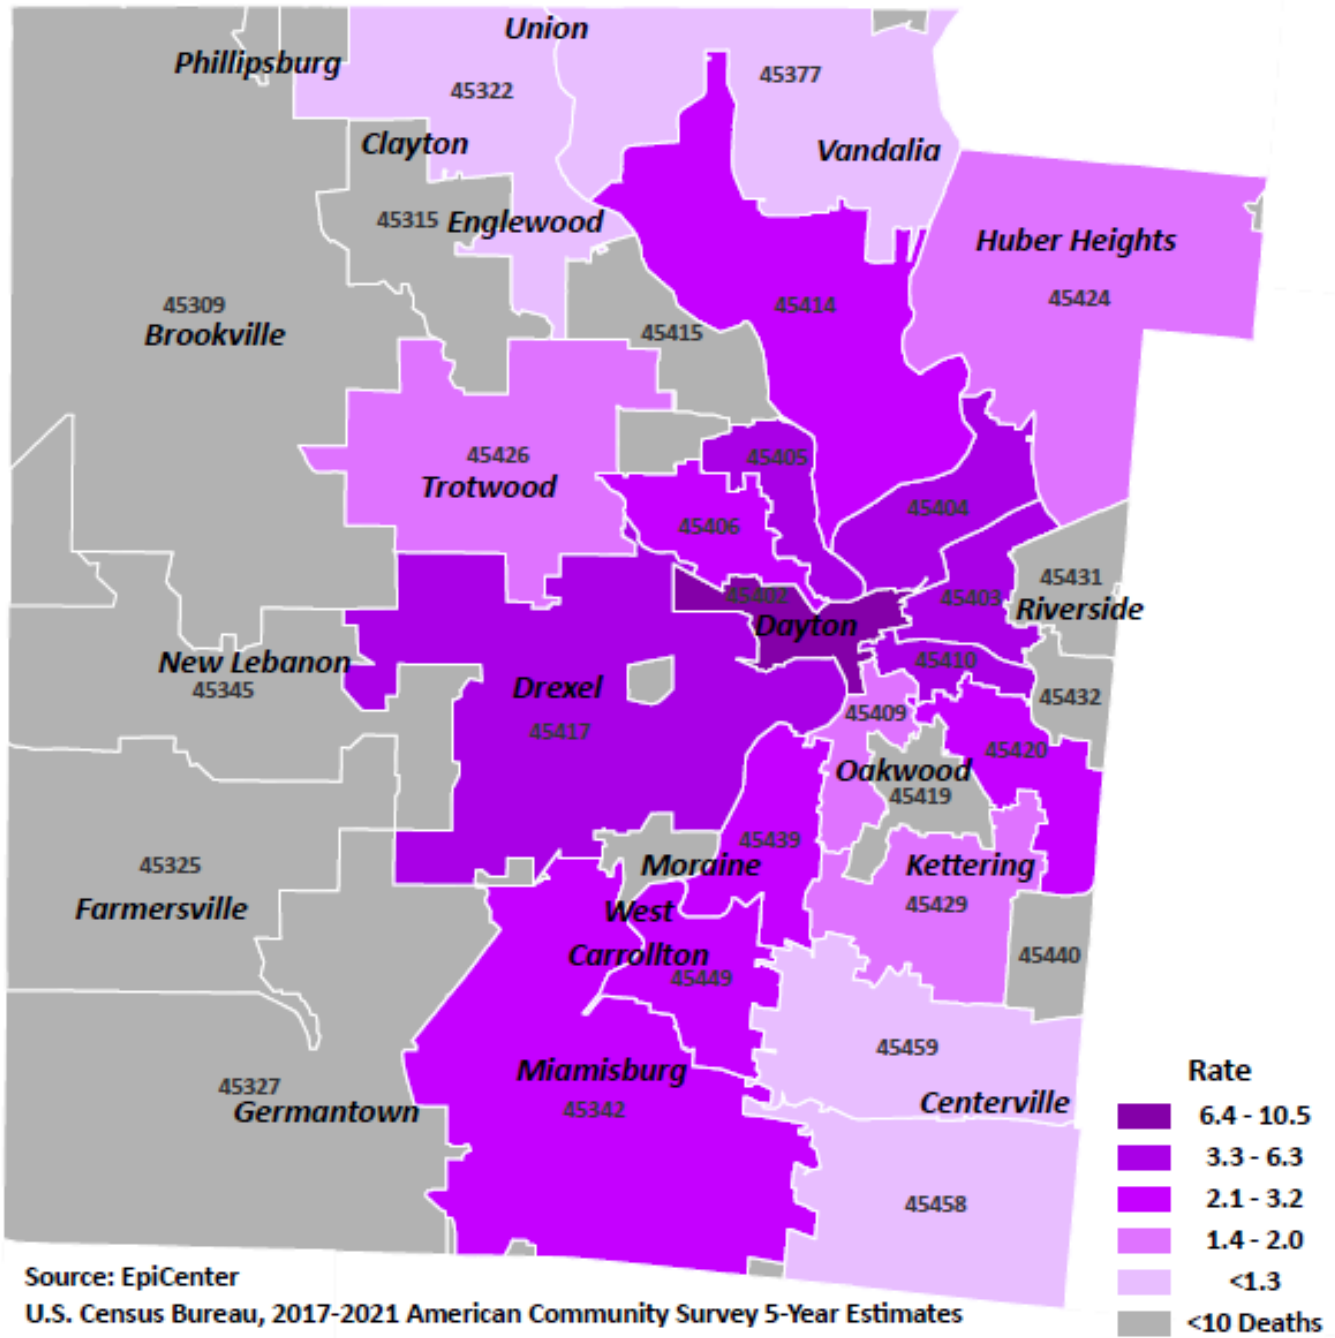 Union
Phillipsburg
45377
45322
Clayton
Vandalia
45315
Englewood
Huber Heights
45424
45309
45414
Brookville
45415
45426
45405
Trotwood
45404
45406
45431
45402
45403
Riverside
Dayton
New Lebanon
45410
45345
Drexel
45432
45409
45417
45420
Oakwood
45419
45439
45325
Moraine
Kettering
Farmersville
West
45429
Carrollton
45440
45449
45459
Miamisburg
45327
45342
Centerville
Germantown
45458
Rate
6.4 - 10.5
3.3 - 6.3
2.1 - 3.2
1.4 - 2.0
<1.3
<10 Deaths
Source: EpiCenter
U.S. Census Bureau, 2017-2021 American Community Survey 5-Year Estimates